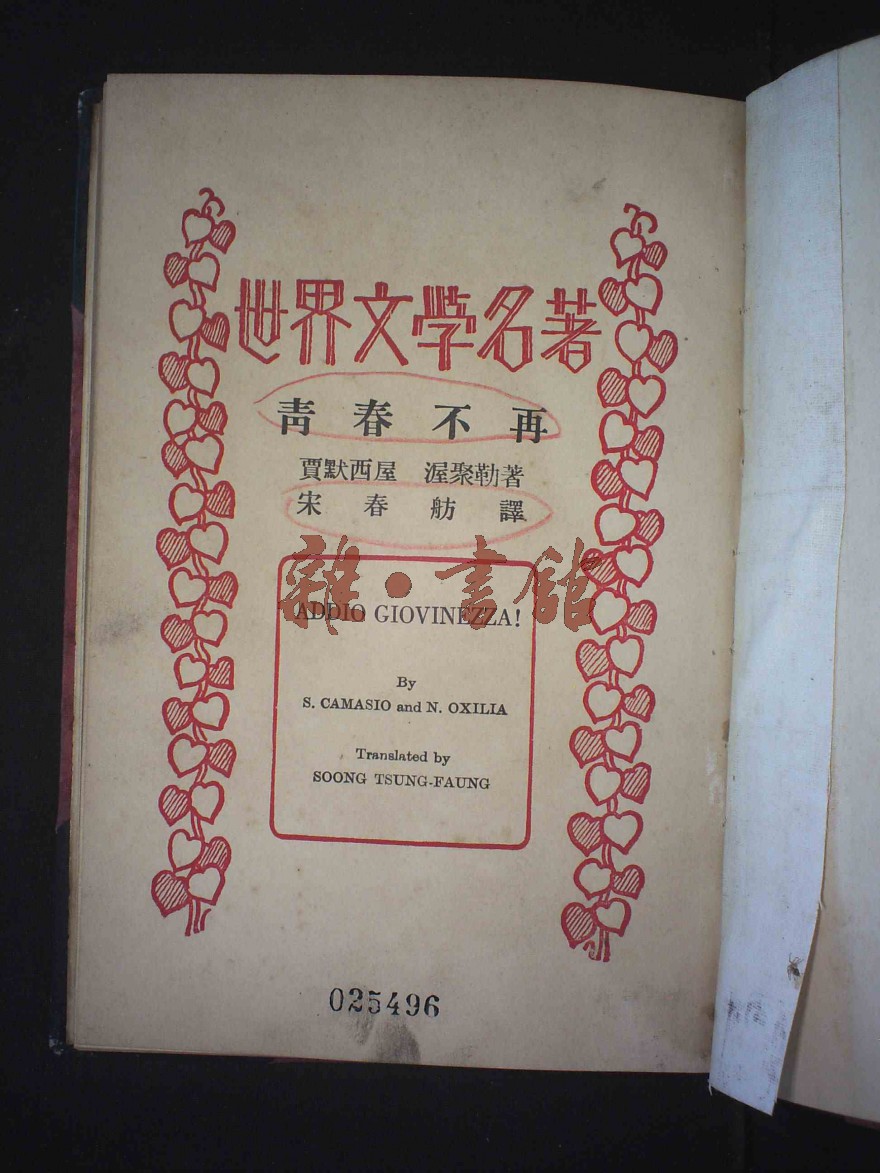 世界文學名著
靑春不再
賈默西屋 渥聚勒著
宋春舫譯
雜·書館
ADDIO GIOVINEZZA!
By
S. CAMASIO and N. OXILIA
Translated by
SOONG TSUNG-FAUNG
025496